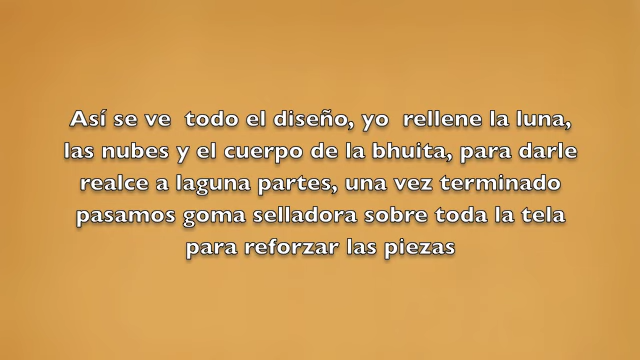 Así se ve todo el diseño, yo rellene la luna,
las nubes y el cuerpo de la bhuita, para darle
realce a laguna partes, una vez terminado
pasamos goma selladora sobre toda la tela
para reforzar las piezas